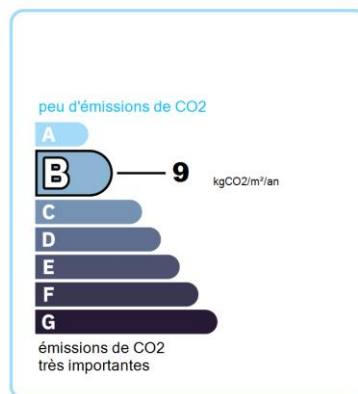 peu d'émissions de CO2
A
B
9 kgCO2/m²/an
C
D
E
F
G
émissions de CO2
très importantes